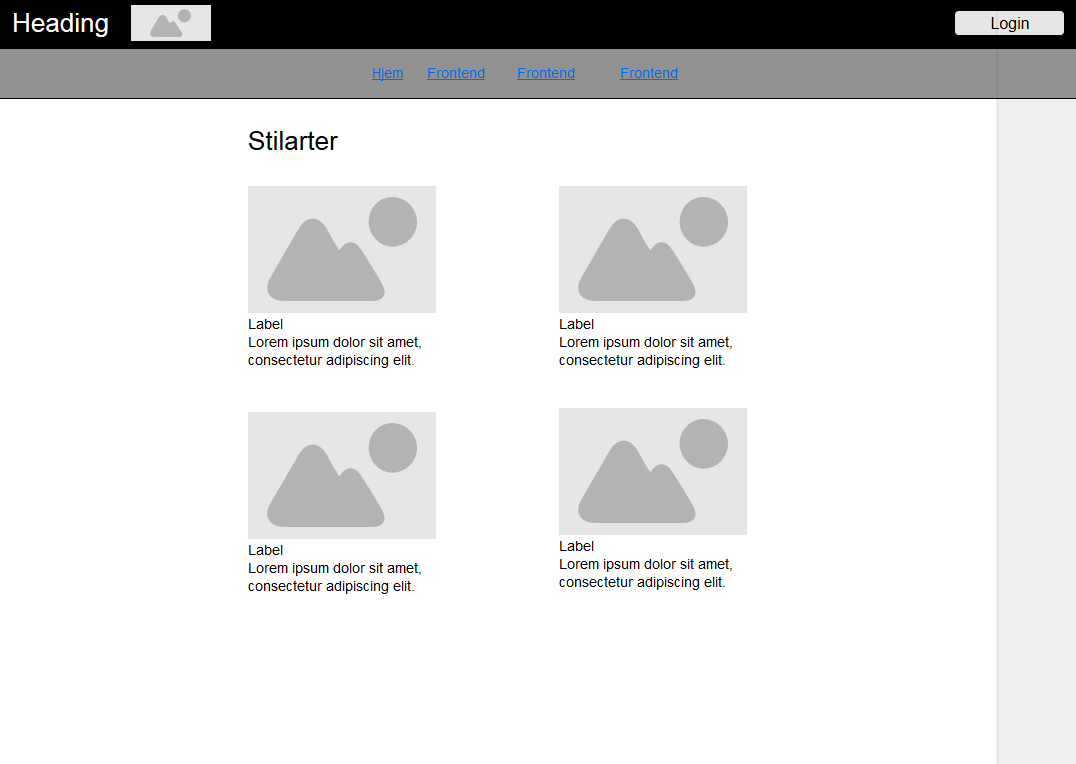 Heading
Login
Hjem Frontend Frontend Frontend
Stilarter
Label
Lorem ipsum dolor sit amet,
consectetur adipiscing elit.
Label
Lorem ipsum dolor sit amet,
consectetur adipiscing elit.
Label
Lorem ipsum dolor sit amet,
consectetur adipiscing elit.
Label
Lorem ipsum dolor sit amet,
consectetur adipiscing elit.